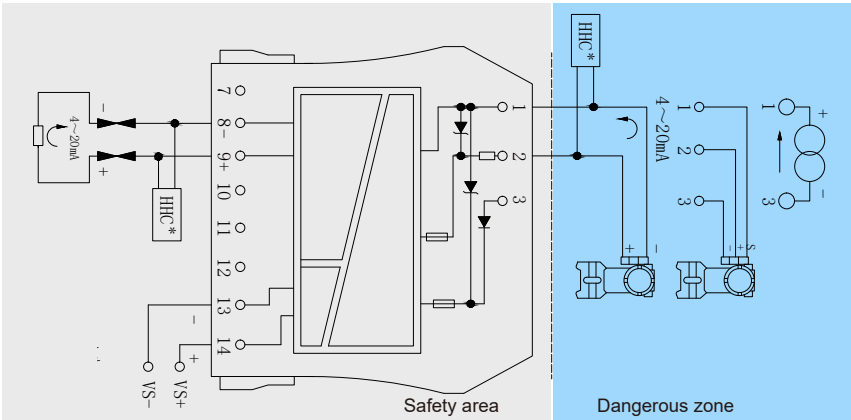 7
8-
9+
10
11
12
13
14
-
+
4～20mA
HHC*
-
+
VS-
VS+
1
2
3
HHC*
4～20mA
+
-
1
2
3
-
+
S
1
3
+
-
Safety area
Dangerous zone